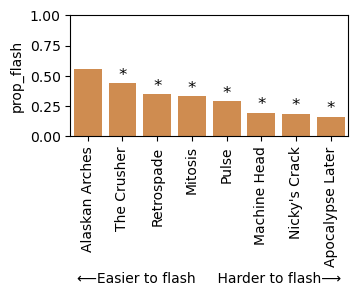 prop_flash
1.00
0.75
0.50
0.25
0.00
* * * * * * *
Alaskan Arches
The Crusher
Retrospade
Mitosis
Pulse
Machine Head
Nicky's Crack
Apocalypse Later
⟵Easier to flash Harder to flash⟶